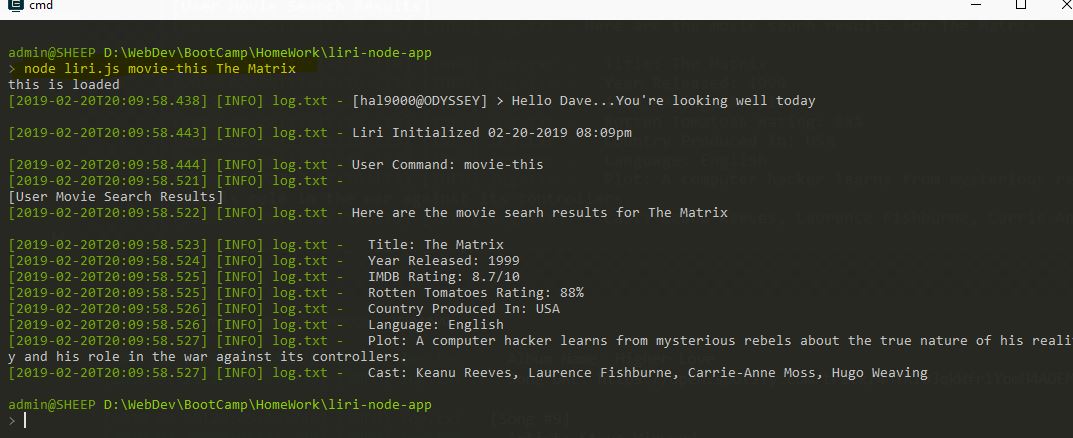 cmd
admin@SHEEP D:\WebDev\BootCamp\HomeWork\liri-node-app
> node liri.js movie-this The Matrix
this is loaded
[2019-02-20T20:09:58.438] [INFO] log.txt - [hal9000@ODYSSEY] > Hello Dave...You're looking well today
[2019-02-20T20:09:58.443] [INFO] log.txt - Liri Initialized 02-20-2019 08:09pm
[2019-02-20T20:09:58.444] [INFO] log.txt - User Command: movie-this
[2019-02-20T20:09:58.521] [INFO] log.txt -
[User Movie Search Results]
[2019-02-20T20:09:58.522] [INFO] log.txt - Here are the movie searh results for The Matrix
[2019-02-20T20:09:58.523] [INFO] log.txt -   Title: The Matrix
[2019-02-20T20:09:58.524] [INFO] log.txt -   Year Released: 1999
[2019-02-20T20:09:58.525] [INFO] log.txt -   IMDB Rating: 8.7/10
[2019-02-20T20:09:58.525] [INFO] log.txt -   Rotten Tomatoes Rating: 88%
[2019-02-20T20:09:58.526] [INFO] log.txt -   Country Produced In: USA
[2019-02-20T20:09:58.526] [INFO] log.txt -   Language: English
[2019-02-20T20:09:58.527] [INFO] log.txt -   Plot: A computer hacker learns from mysterious rebels about the true nature of his realit
y and his role in the war against its controllers.
[2019-02-20T20:09:58.527] [INFO] log.txt -   Cast: Keanu Reeves, Laurence Fishburne, Carrie-Anne Moss, Hugo Weaving
admin@SHEEP D:\WebDev\BootCamp\HomeWork\liri-node-app
>